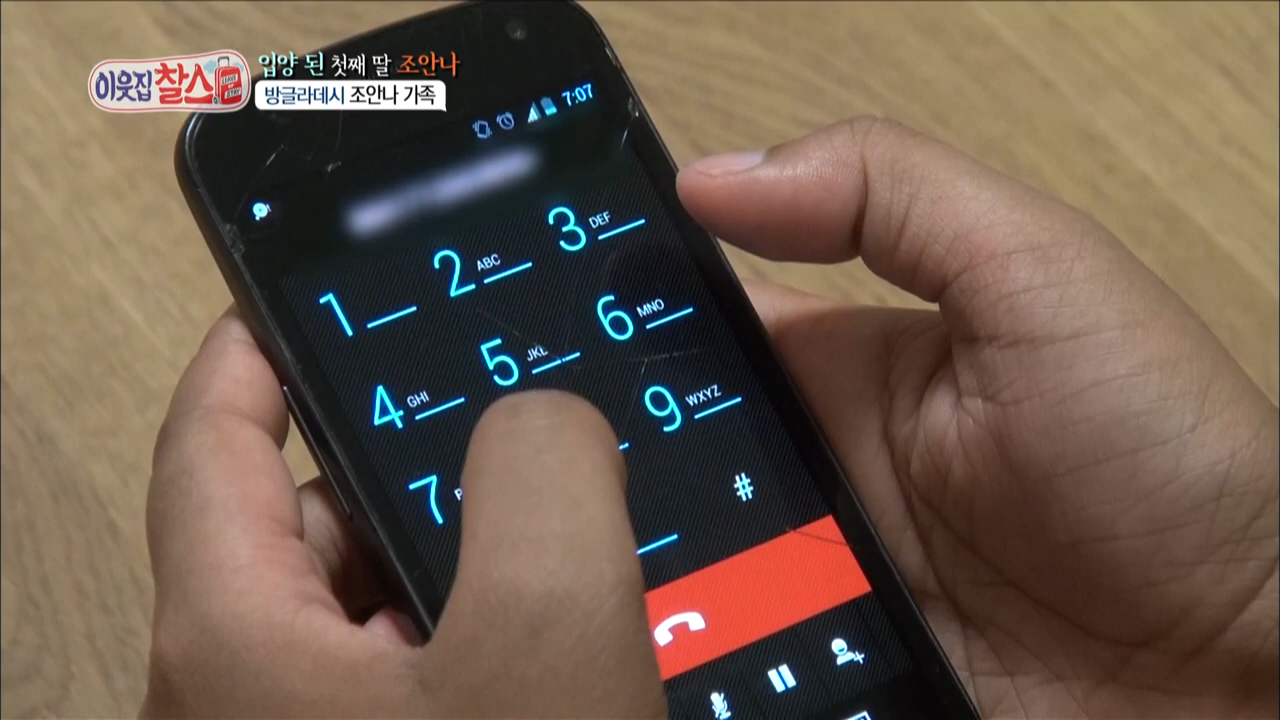 이웃집 찰스
입양 된 첫째 딸 조안나
방글라데시 조안나 가족
7:07
1
2 ABC
3 DEF
4 GHI
5 JKL
6 MNO
7
9 WXYZ
#